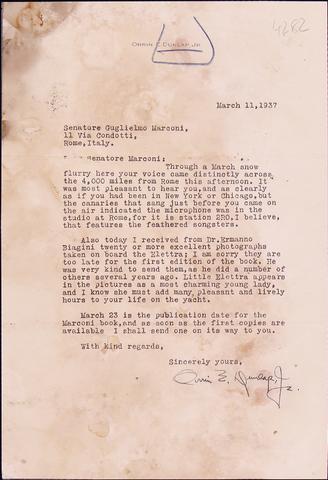 4282
ORRIN E. DUNLAP, JR.
March 11,1937
Senatore Guglielmo Marconi,
11 Via Condotti,
Rome,Italy.
Senatore Marconi:
Through a March snow
flurry here your voice came distinctly across
the 4,000 miles from Rome this afternoon. It
was most pleasant to hear you,and as clearly
as if you had been in New York or Chicago,but
the canaries that sang just before you came on
the air indicated the microphone was in the
studio at Rome,for it is station 2RO,I believe,
that features the feathered songsters.
Also today I received from Dr.Ermanno
Biagini twenty or more excellent photographs
taken on board the Elettra; I am sorry they are
too late for the first edition of the book. He
was very kind to send them,as he did a number of
others several years ago. Little Elettra appears
in the pictures as a most charming young lady,
and I know she must add many pleasant and lively
hours to your life on the yacht.
March 23 is the publication date for the
Marconi book,and as soon as the first copies are
available I shall send one on its way to you.
With kind regards,
Sincerely yours,
Orrin E. Dunlap, Jr.